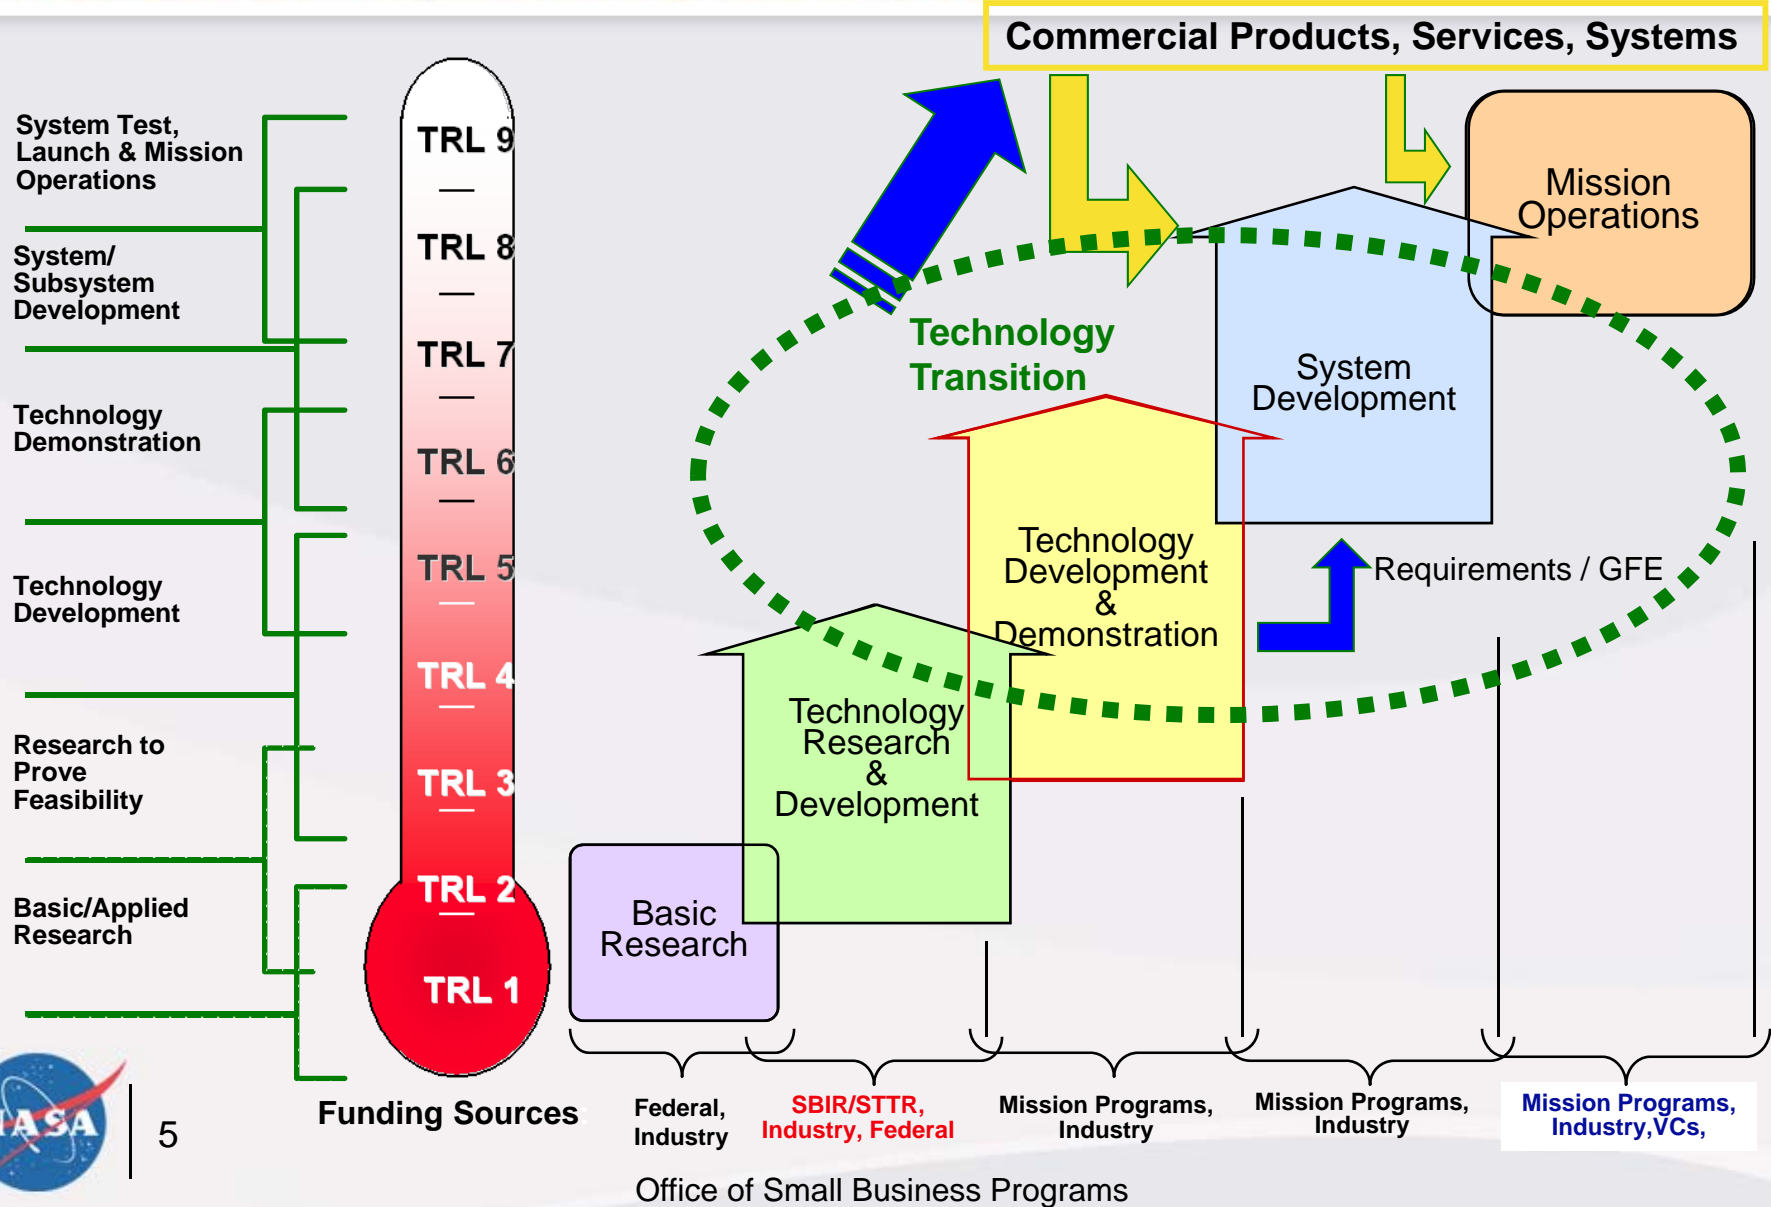 Commercial Products, Services, Systems
System Test,
Launch & Mission
Operations
System/
Subsystem
Development
Technology
Demonstration
Technology
Development
Research to
Prove
Feasibility
Basic/Applied
Research
TRL 9
TRL 8
TRL 7
TRL 6
TRL 5
TRL 4
TRL 3
TRL 2
TRL 1
Mission
Operations
Technology
Transition
System
Development
Technology
Development
&
Demonstration
Requirements / GFE
Technology
Research
&
Development
Basic
Research
Funding Sources
Federal,
Industry
SBIR/STTR,
Industry, Federal
Mission Programs,
Industry
Mission Programs,
Industry
Mission Programs,
Industry,VCs,
NASA
5
Office of Small Business Programs